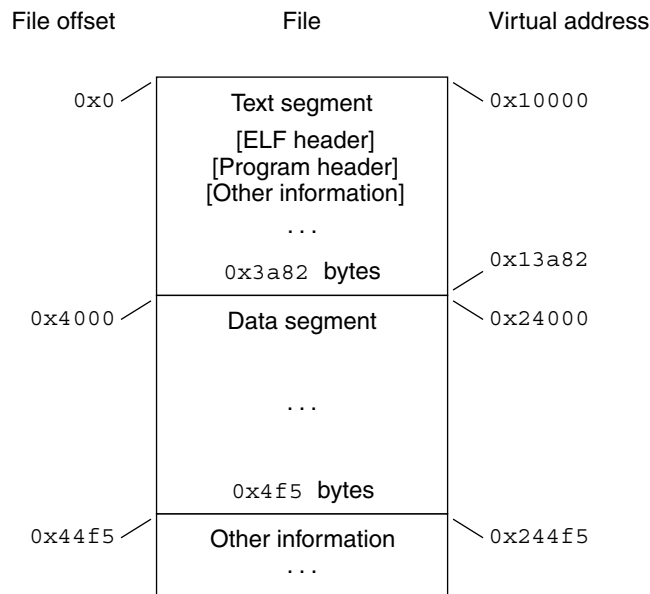 File offset File Virtual address
0x0 Text segment 0x10000
[ELF header]
[Program header]
[Other information]
...
0x3a82 bytes 0x13a82
0x4000 Data segment 0x24000
...
0x4f5 bytes
0x44f5 Other information 0x244f5
...